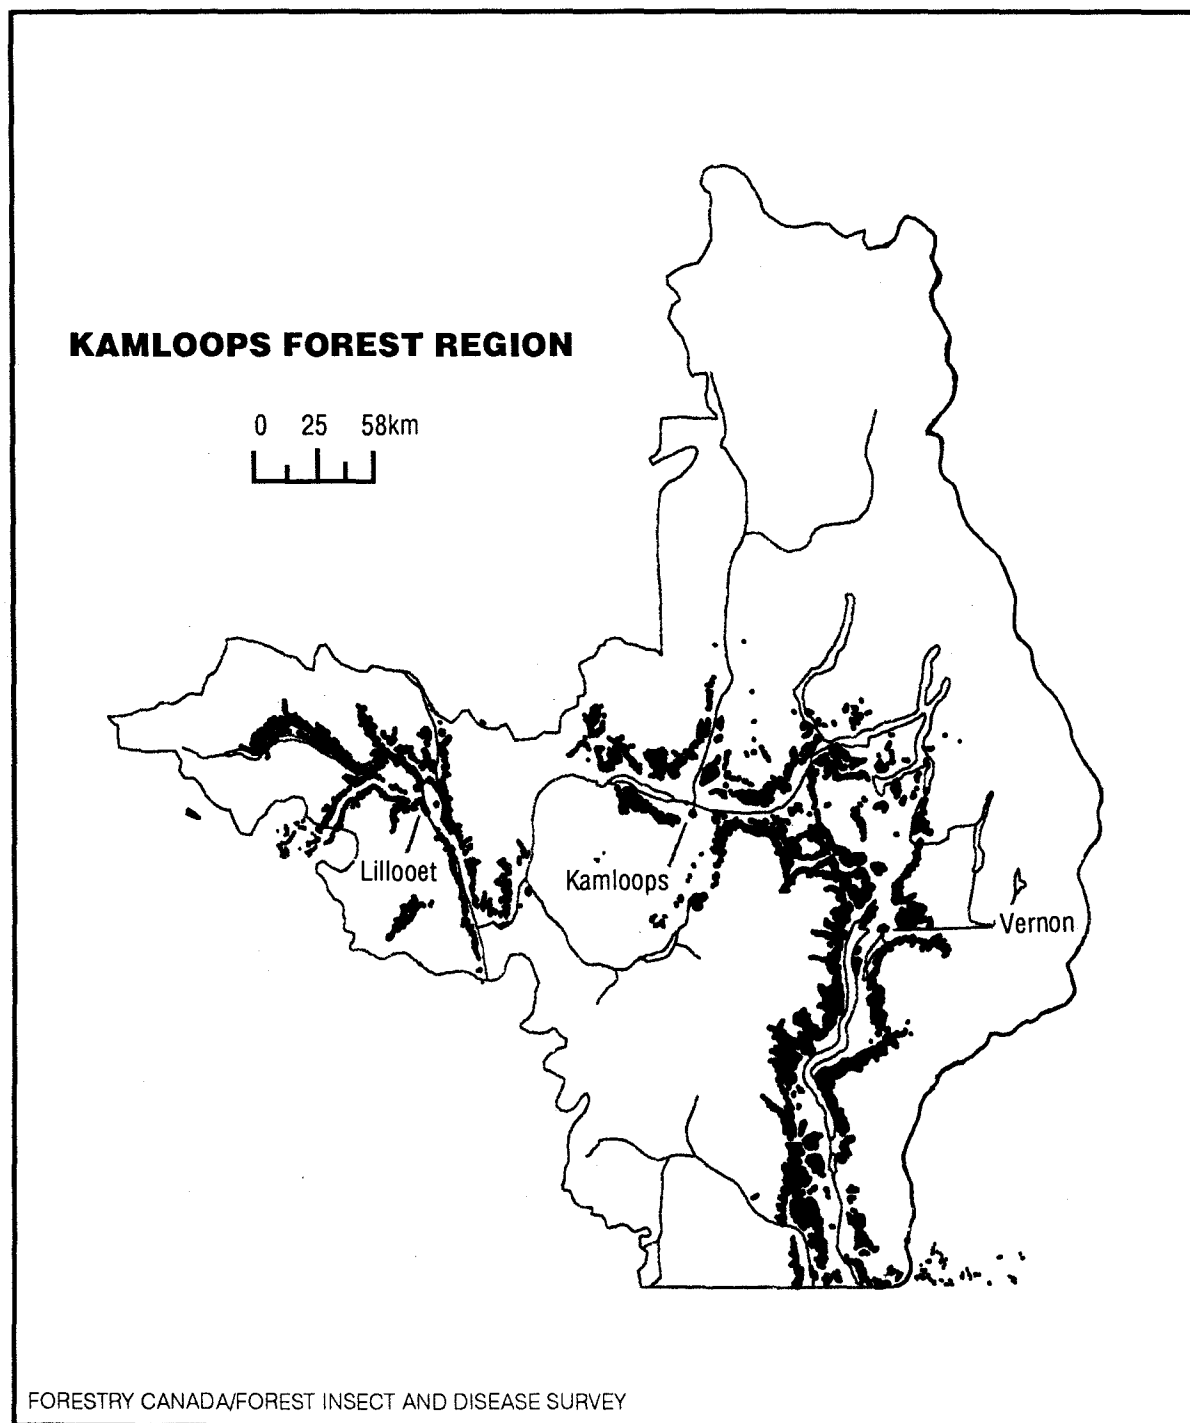 KAMLOOPS FOREST REGION
0 25 58km
Lillooet
Kamloops
Vernon
FORESTRY CANADA/FOREST INSECT AND DISEASE SURVEY